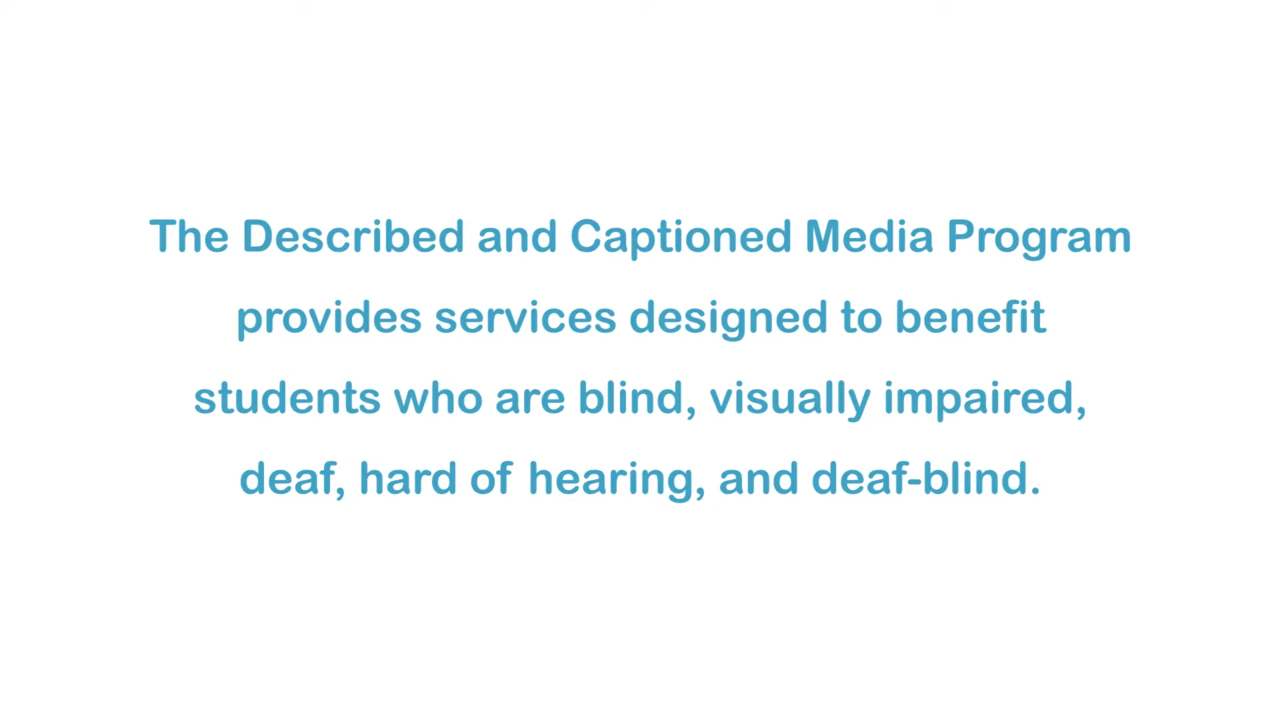 The Described and Captioned Media Program
provides services designed to benefit
students who are blind, visually impaired,
deaf, hard of hearing, and deaf-blind.